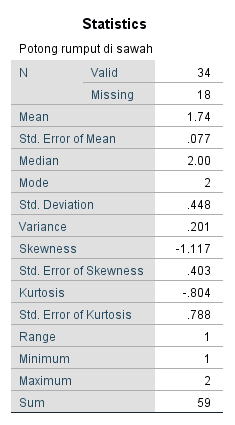 Statistics
Potong rumput di sawah
N Valid 34
Missing 18
Mean 1.74
Std. Error of Mean .077
Median 2.00
Mode 2
Std. Deviation .448
Variance .201
Skewness -1.117
Std. Error of Skewness .403
Kurtosis -.804
Std. Error of Kurtosis .788
Range 1
Minimum 1
Maximum 2
Sum 59